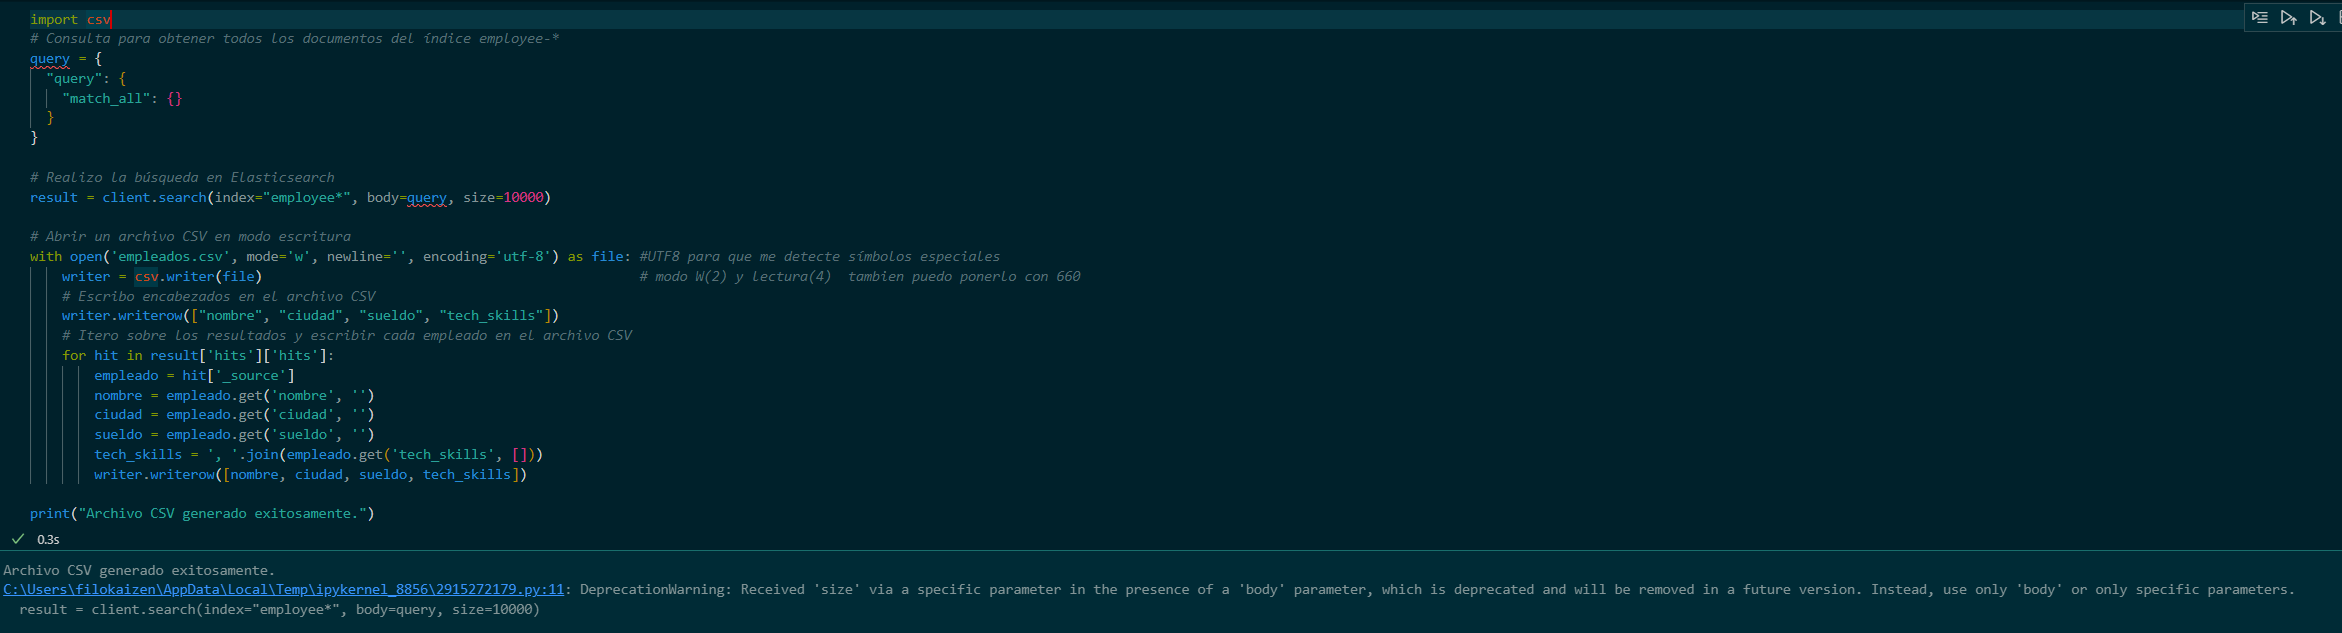 import csv
# Consulta para obtener todos los documentos del índice employee-*
query = {
  "query": {
    "match_all": {}
  }
}
# Realizo la búsqueda en Elasticsearch
result = client.search(index="employee*", body=query, size=10000)
# Abrir un archivo CSV en modo escritura
with open('empleados.csv', mode='w', newline='', encoding='utf-8') as file: #UTF8 para que me detecte símbolos especiales
    writer = csv.writer(file)                                               # modo W(2) y lectura(4)  tambien puedo ponerlo con 660
    # Escribo encabezados en el archivo CSV
    writer.writerow(["nombre", "ciudad", "sueldo", "tech_skills"])
    # Itero sobre los resultados y escribir cada empleado en el archivo CSV
    for hit in result['hits']['hits']:
        empleado = hit['_source']
        nombre = empleado.get('nombre', '')
        ciudad = empleado.get('ciudad', '')
        sueldo = empleado.get('sueldo', '')
        tech_skills = ', '.join(empleado.get('tech_skills', []))
        writer.writerow([nombre, ciudad, sueldo, tech_skills])
print("Archivo CSV generado exitosamente.")
0.3s
Archivo CSV generado exitosamente.
C:\Users\filokaizen\AppData\Local\Temp\ipykernel_8856\2915272179.py:11: DeprecationWarning: Received 'size' via a specific parameter in the presence of a 'body' parameter, which is deprecated and will be removed in a future version. Instead, use only 'body' or only specific parameters.
  result = client.search(index="employee*", body=query, size=10000)